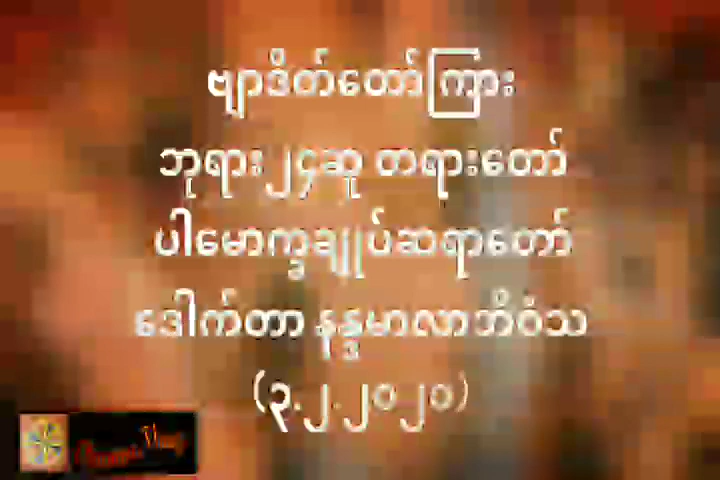 ဗျာဒိတ်တော်ကြား
ဘုရား၂၄ဆူ တရားတော်
ပါမောက္ခချုပ်ဆရာတော်
ဒေါက်တာ နန္ဒမာလာဘိဝံသ
(၃.၂.၂၀၂၀)